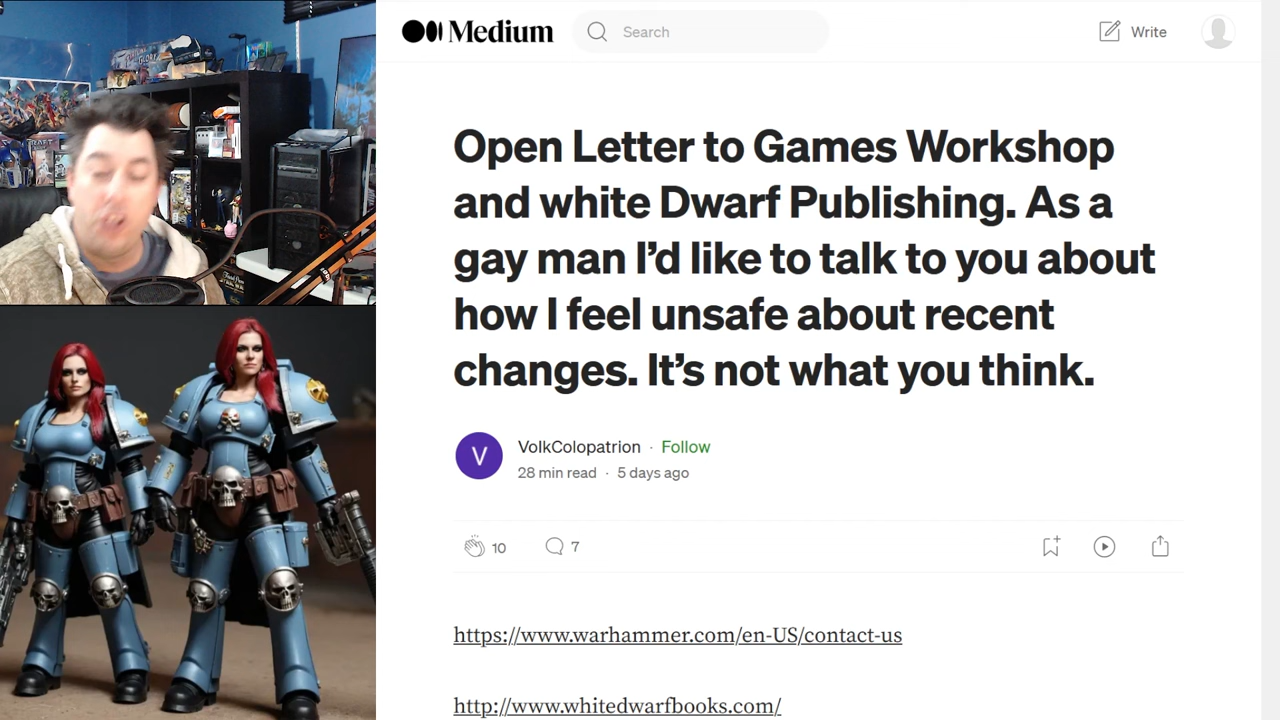 Medium
Search
Write
Open Letter to Games Workshop
and white Dwarf Publishing. As a
gay man I’d like to talk to you about
how I feel unsafe about recent
changes. It’s not what you think.
V
VolkColopatrion · Follow
28 min read · 5 days ago
10
7
https://www.warhammer.com/en-US/contact-us
http://www.whitedwarfbooks.com/